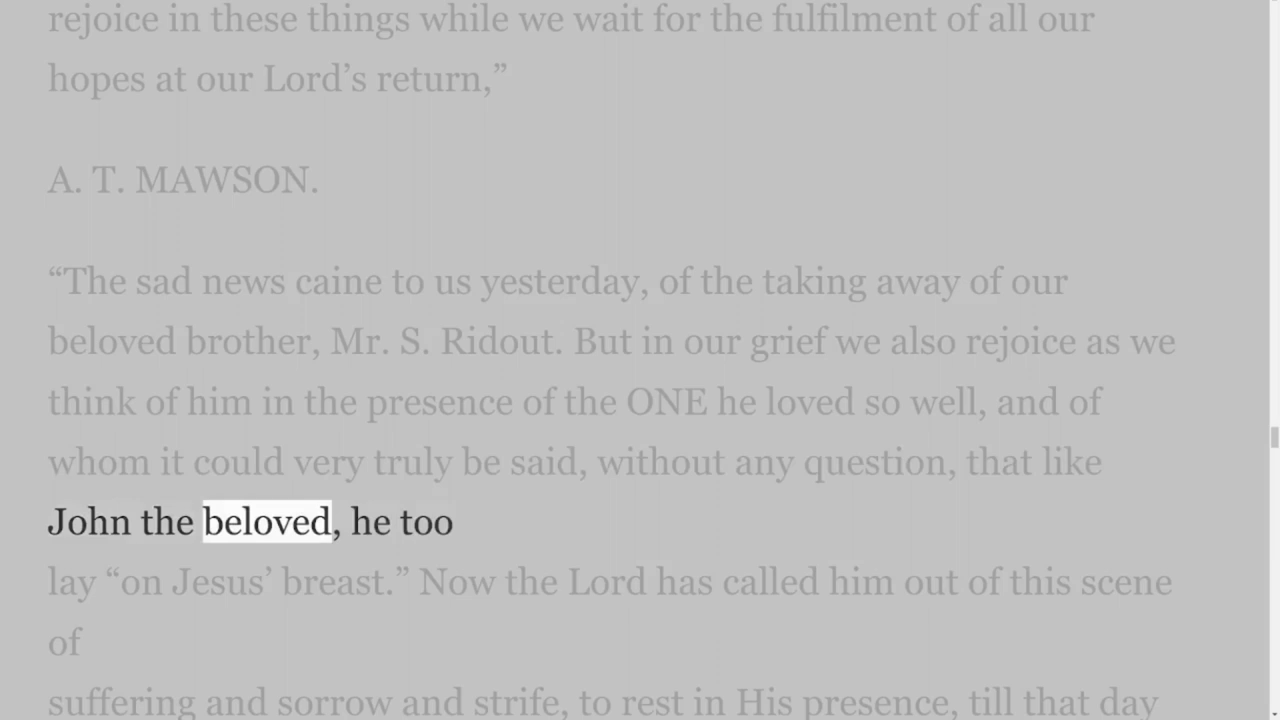 rejoice in these things while we wait for the fulfilment of all our
hopes at our Lord’s return,”
A. T. MAWSON.
“The sad news caine to us yesterday, of the taking away of our
beloved brother, Mr. S. Ridout. But in our grief we also rejoice as we
think of him in the presence of the ONE he loved so well, and of
whom it could very truly be said, without any question, that like
John the beloved, he too
lay “on Jesus’ breast.” Now the Lord has called him out of this scene
of
suffering and sorrow and strife, to rest in His presence, till that day